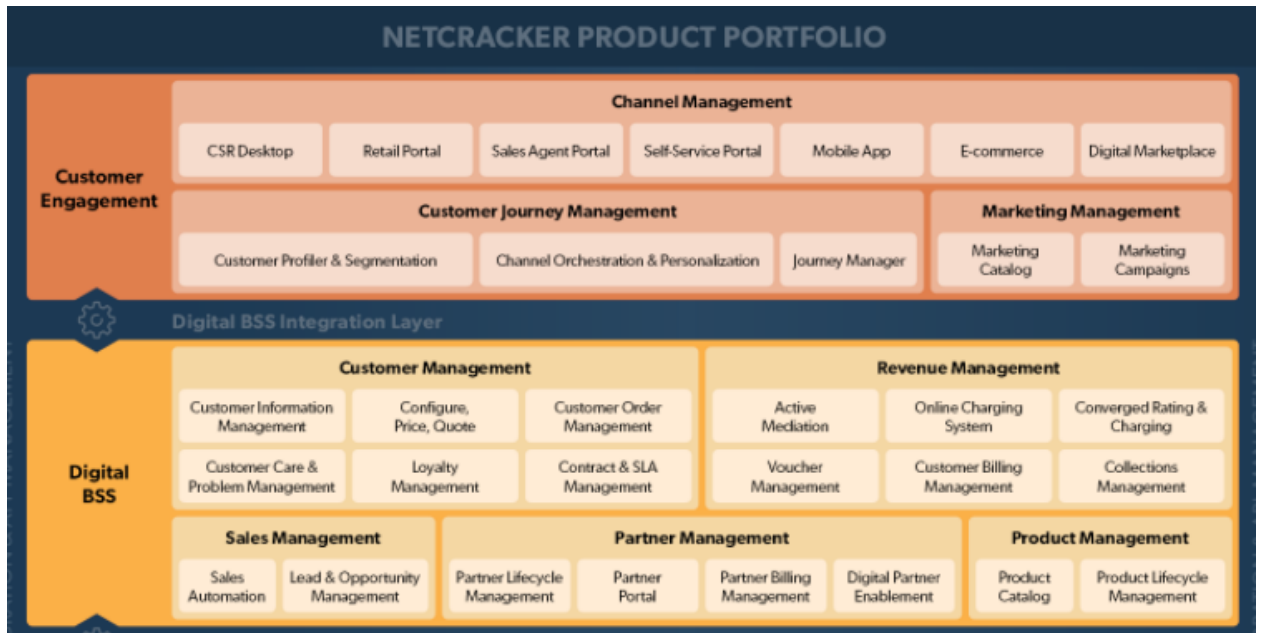 NETCRACKER PRODUCT PORTFOLIO
Customer
Engagement
Channel Management
CSR Desktop
Retail Portal
Sales Agent Portal
Self-Service Portal
Mobile App
E-commerce
Digital Marketplace
Customer Journey Management
Customer Profiler & Segmentation
Channel Orchestration & Personalization
Journey Manager
Marketing Management
Marketing
Catalog
Marketing
Campaigns
Digital BSS Integration Layer
Digital
BSS
Customer Management
Customer Information
Management
Configure,
Price, Quote
Customer Order
Management
Customer Care &
Problem Management
Loyalty
Management
Contract & SLA
Management
Revenue Management
Active
Mediation
Online Charging
System
Converged Rating &
Charging
Voucher
Management
Customer Billing
Management
Collections
Management
Sales Management
Sales
Automation
Lead & Opportunity
Management
Partner Management
Partner Lifecycle
Management
Partner
Portal
Partner Billing
Management
Digital Partner
Enablement
Product Management
Product
Catalog
Product Lifecycle
Management